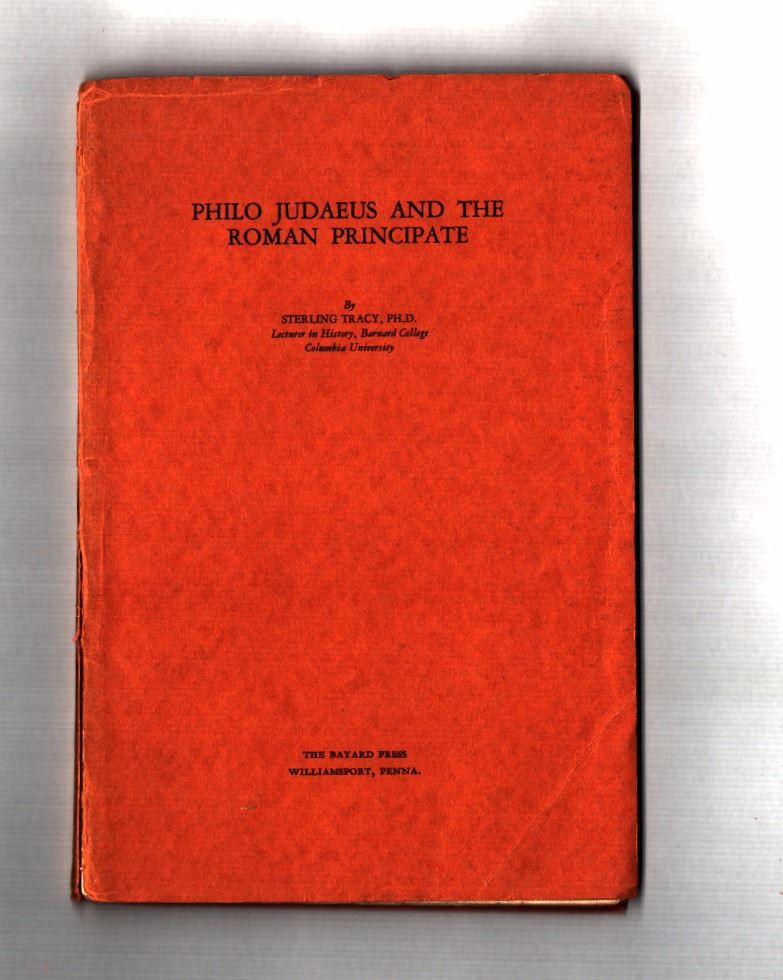 PHILO JUDAEUS AND THE
ROMAN PRINCIPATE
By
STERLING TRACY, PH.D.
Lecturer in History, Barnard College
Columbia University
THE BAYARD PRESS
WILLIAMSPORT, PENNA.